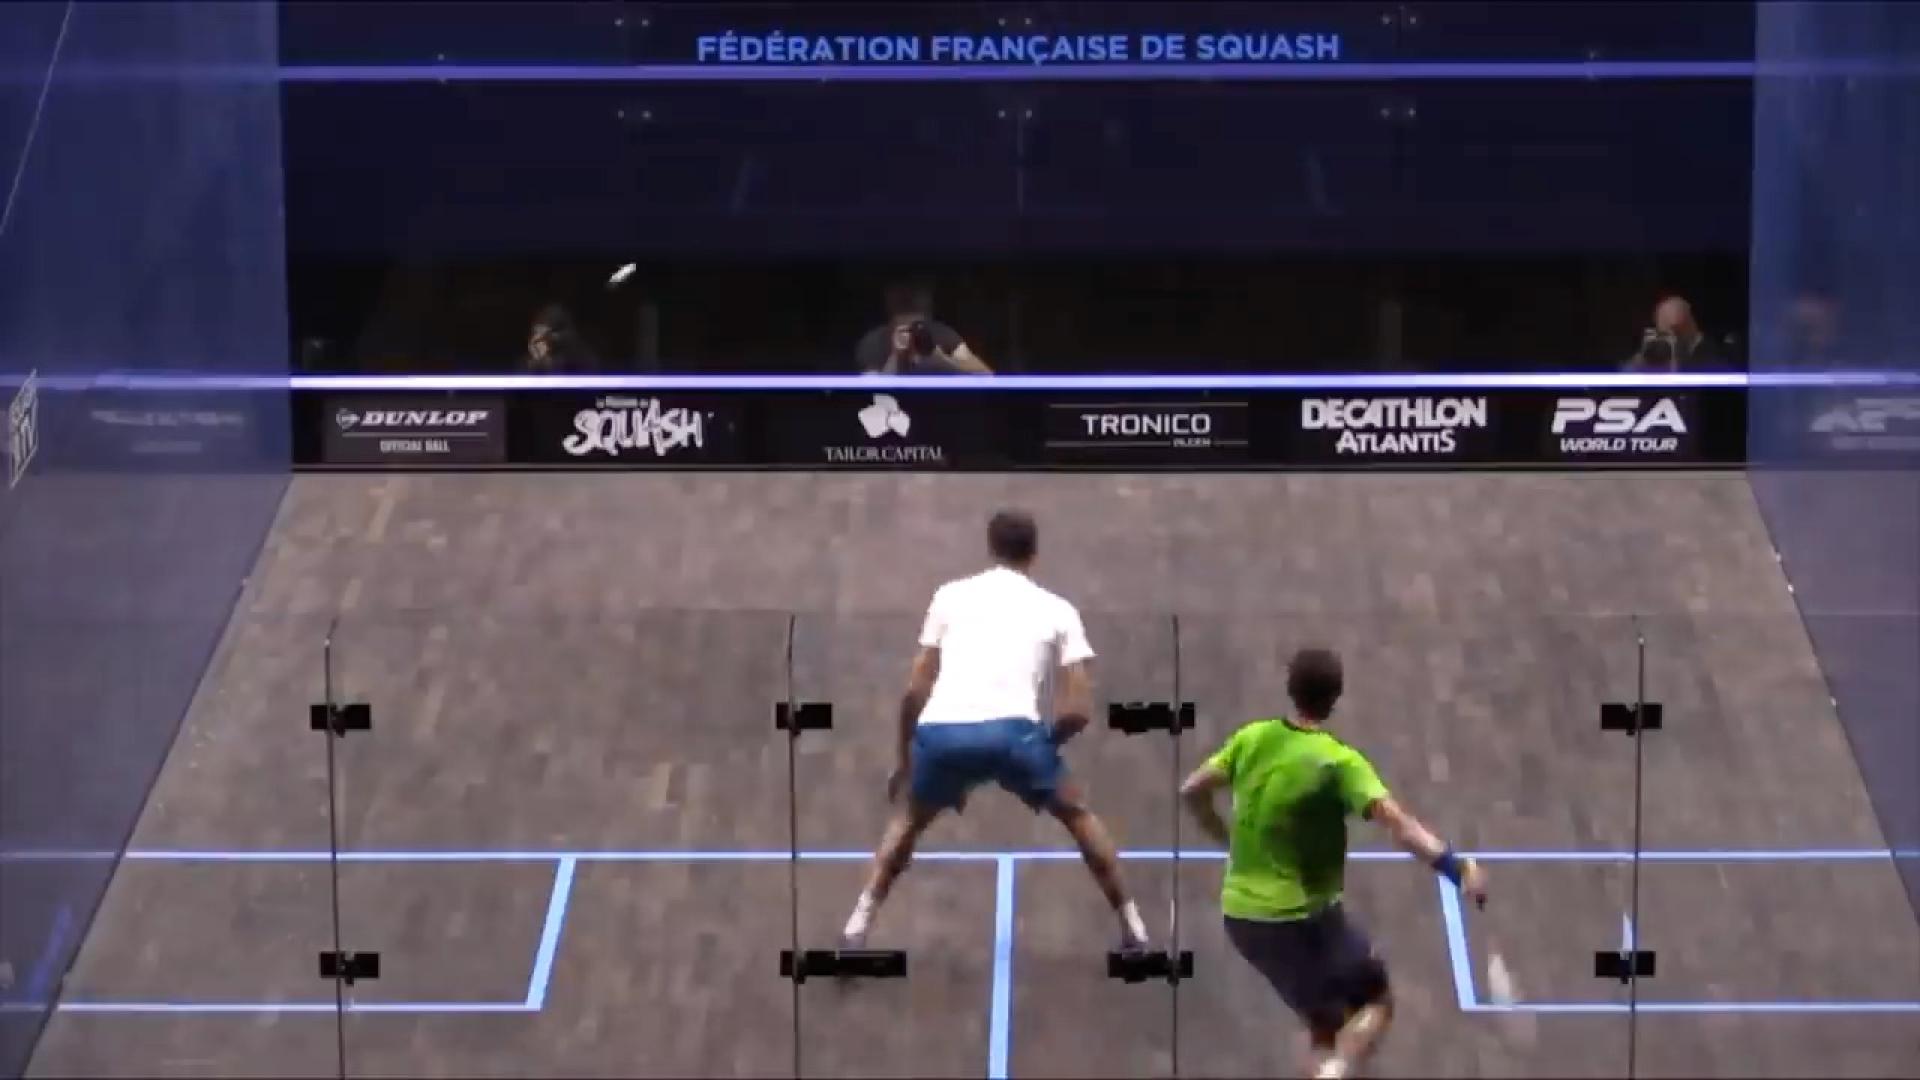 FÉDÉRATION FRANÇAISE DE SQUASH
DUNLOP
OFFICIAL BALL
SQUASH
TAILOR CAPITAL
TRONICO
DECATHLON
ATLANTIS
PSA
WORLD TOUR